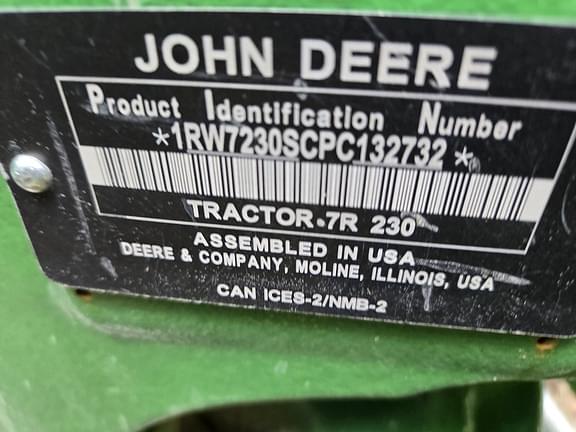 JOHN DEERE
Product Identification Number
*1RW7230SCPC132732*
TRACTOR•7R 230
ASSEMBLED IN USA
DEERE & COMPANY, MOLINE, ILLINOIS, USA
CAN ICES-2/NMB-2